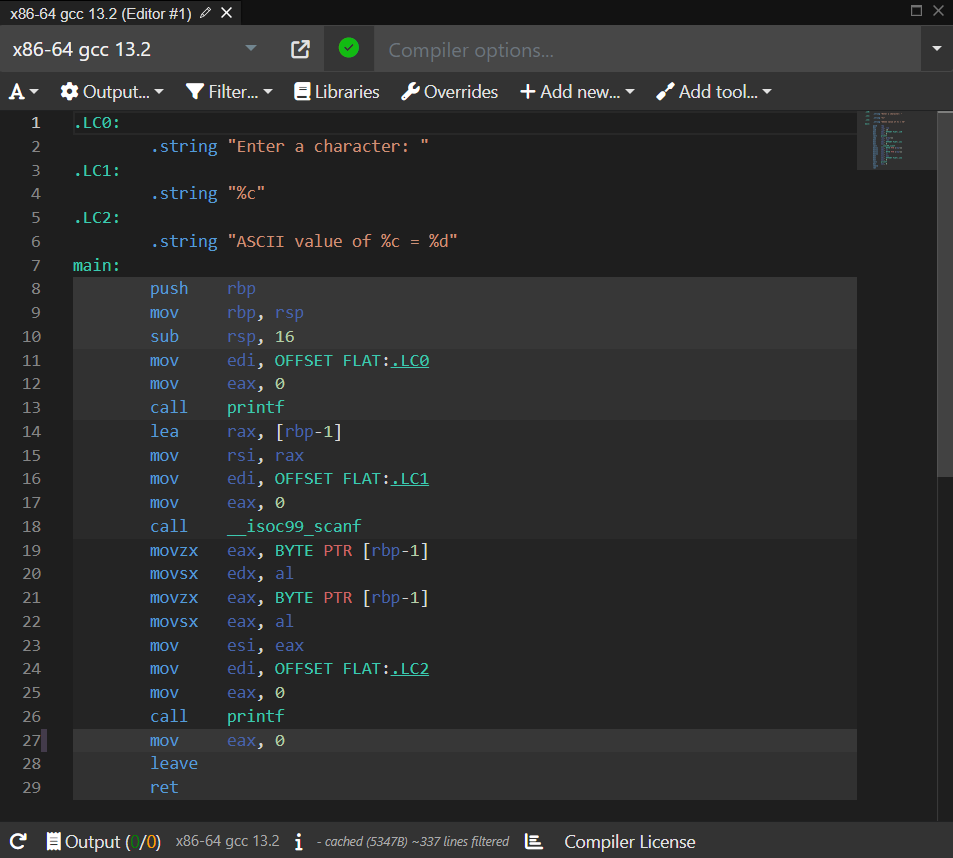 x86-64 gcc 13.2 (Editor #1)
x86-64 gcc 13.2 Compiler options...
A Output... Filter... Libraries Overrides + Add new... Add tool...
1 .LC0:
2 .string "Enter a character: "
3 .LC1:
4 .string "%c"
5 .LC2:
6 .string "ASCII value of %c = %d"
7 main:
8 push rbp
9 mov rbp, rsp
10 sub rsp, 16
11 mov edi, OFFSET FLAT:.LC0
12 mov eax, 0
13 call printf
14 lea rax, [rbp-1]
15 mov rsi, rax
16 mov edi, OFFSET FLAT:.LC1
17 mov eax, 0
18 call __isoc99_scanf
19 movzx eax, BYTE PTR [rbp-1]
20 movsx edx, al
21 movzx eax, BYTE PTR [rbp-1]
22 movsx eax, al
23 mov esi, eax
24 mov edi, OFFSET FLAT:.LC2
25 mov eax, 0
26 call printf
27 mov eax, 0
28 leave
29 ret
Output (0/0) x86-64 gcc 13.2 i - cached (5347B) ~337 lines filtered Compiler License